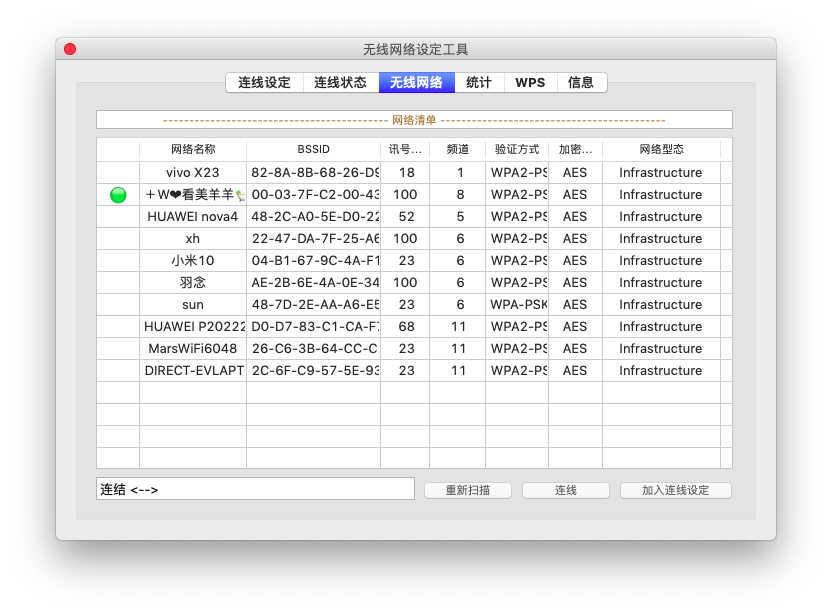 无线网络设定工具
连线设定 连线状态 无线网络 统计 WPS 信息
------------------------------------------- 网络清单 -------------------------------------------
网络名称 BSSID 讯号... 频道 验证方式 加密... 网络型态
vivo X23 82-8A-8B-68-26-D9 18 1 WPA2-PS AES Infrastructure
＋W❤看美羊羊 00-03-7F-C2-00-43 100 8 WPA2-PS AES Infrastructure
HUAWEI nova4 48-2C-A0-5E-D0-22 52 5 WPA2-PS AES Infrastructure
xh 22-47-DA-7F-25-A6 100 6 WPA2-PS AES Infrastructure
小米10 04-B1-67-9C-4A-F1 23 6 WPA2-PS AES Infrastructure
羽念 AE-2B-6E-4A-0E-34 100 6 WPA2-PS AES Infrastructure
sun 48-7D-2E-AA-A6-E5 23 6 WPA-PSK AES Infrastructure
HUAWEI P20222 D0-D7-83-C1-CA-F7 68 11 WPA2-PS AES Infrastructure
MarsWiFi6048 26-C6-3B-64-CC-C 23 11 WPA2-PS AES Infrastructure
DIRECT-EVLAPT 2C-6F-C9-57-5E-93 23 11 WPA2-PS AES Infrastructure
连结 <-->
重新扫描 连线 加入连线设定